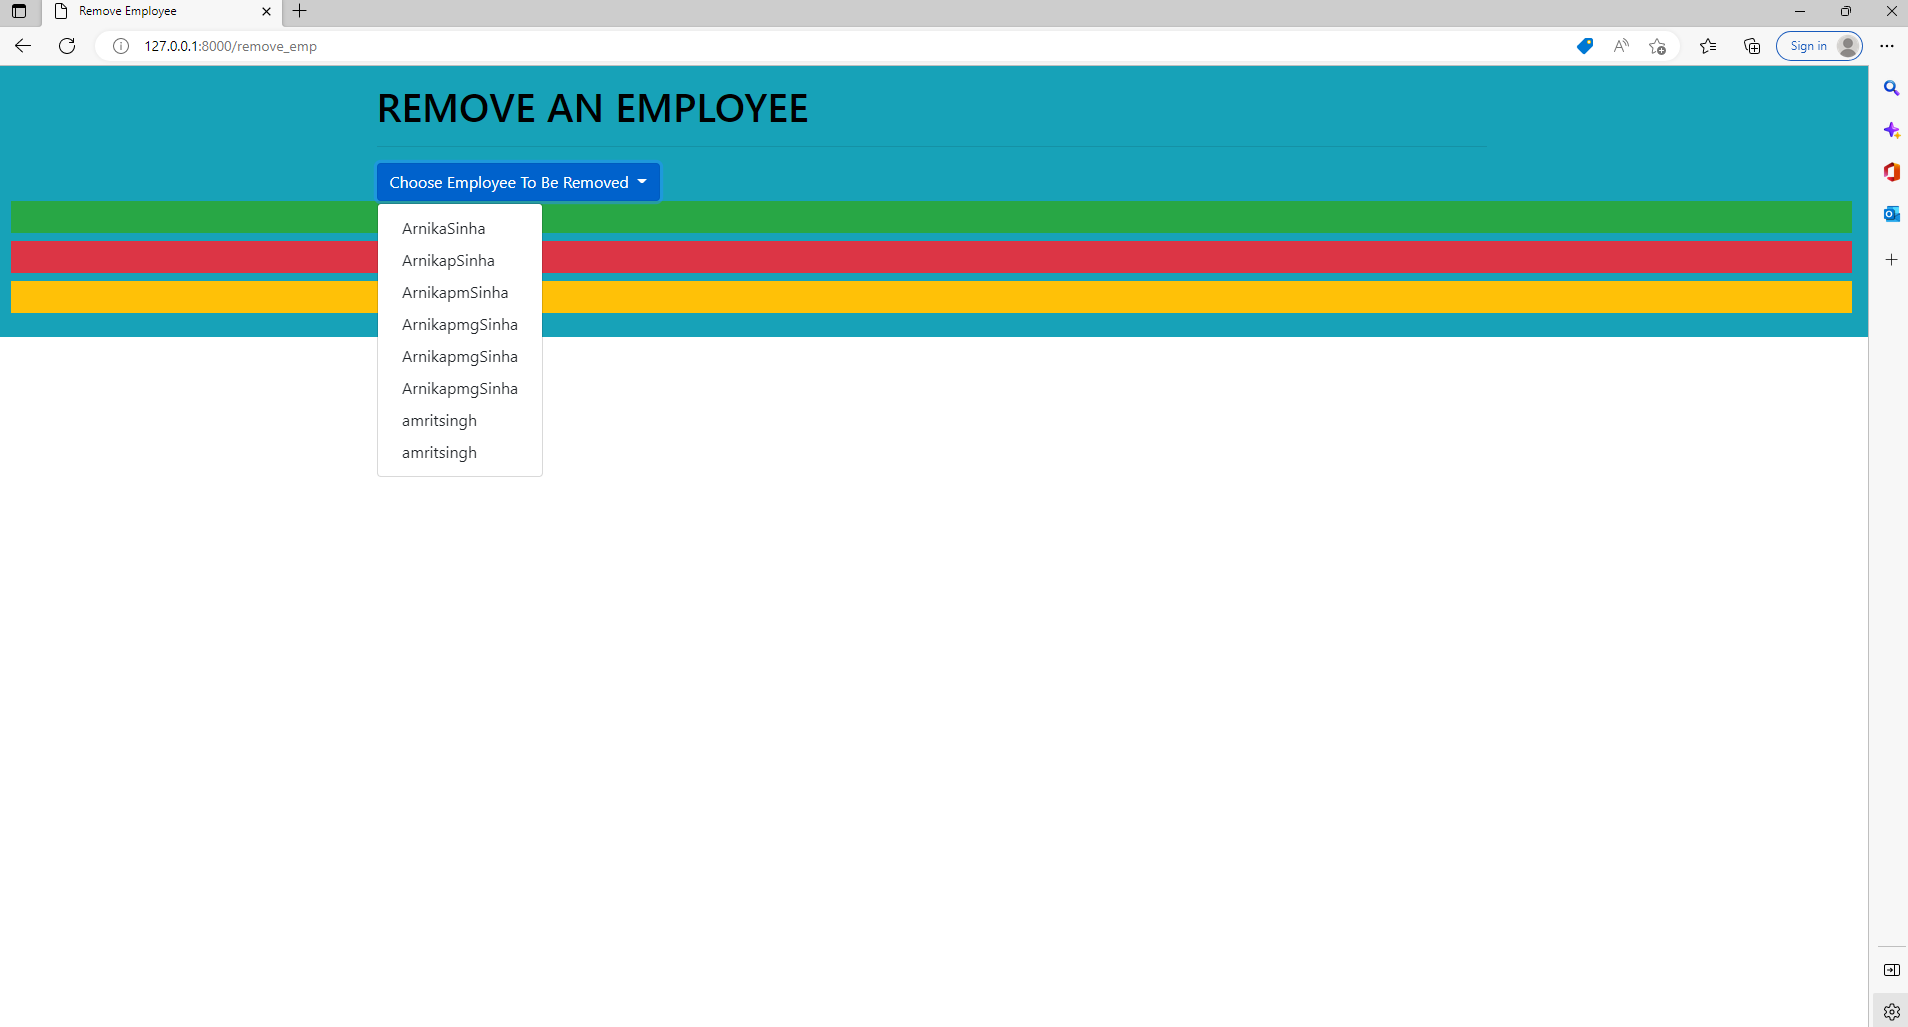 Remove Employee
127.0.0.1:8000/remove_emp
Sign in
REMOVE AN EMPLOYEE
Choose Employee To Be Removed
ArnikaSinha
ArnikapSinha
ArnikapmSinha
ArnikapmgSinha
ArnikapmgSinha
ArnikapmgSinha
amritsingh
amritsingh